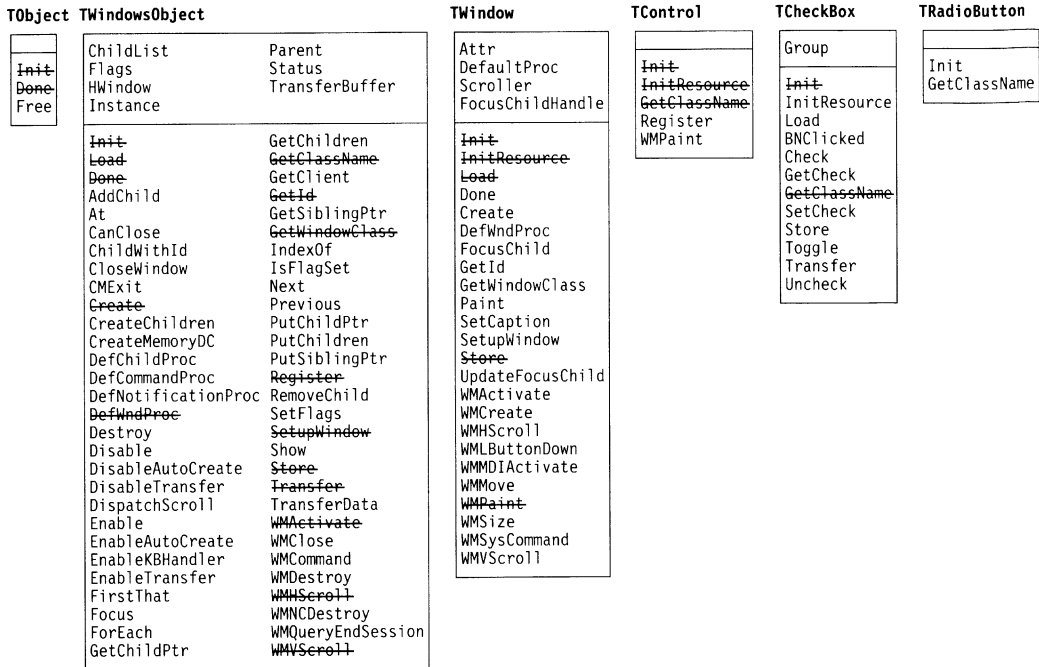 TObject
Init
Done
Free
TWindowsObject
ChildList
Flags
HWindow
Instance
Parent
Status
TransferBuffer
Init
Load
Done
AddChild
At
CanClose
ChildWithId
CloseWindow
CMExit
Create
CreateChildren
CreateMemoryDC
DefChildProc
DefCommandProc
DefNotificationProc
DefWndProc
Destroy
Disable
DisableAutoCreate
DisableTransfer
DispatchScroll
Enable
EnableAutoCreate
EnableKBHandler
EnableTransfer
FirstThat
Focus
ForEach
GetChildPtr
GetChildren
GetClassName
GetClient
GetId
GetSiblingPtr
GetWindowClass
IndexOf
IsFlagSet
Next
Previous
PutChildPtr
PutChildren
PutSiblingPtr
Register
RemoveChild
SetFlags
SetupWindow
Show
Store
Transfer
TransferData
WMActivate
WMClose
WMCommand
WMDestroy
WMHScroll
WMNCDestroy
WMQueryEndSession
WMVScroll
TWindow
Attr
DefaultProc
Scroller
FocusChildHandle
Init
InitResource
Load
Done
Create
DefWndProc
FocusChild
GetId
GetWindowClass
Paint
SetCaption
SetupWindow
Store
UpdateFocusChild
WMActivate
WMCreate
WMHScroll
WMLButtonDown
WMMDIActivate
WMMove
WMPaint
WMSize
WMSysCommand
WMVScroll
TControl
Init
InitResource
GetClassName
Register
WMPaint
TCheckBox
Group
Init
InitResource
Load
BNClicked
Check
GetCheck
GetClassName
SetCheck
Store
Toggle
Transfer
Uncheck
TRadioButton
Init
GetClassName